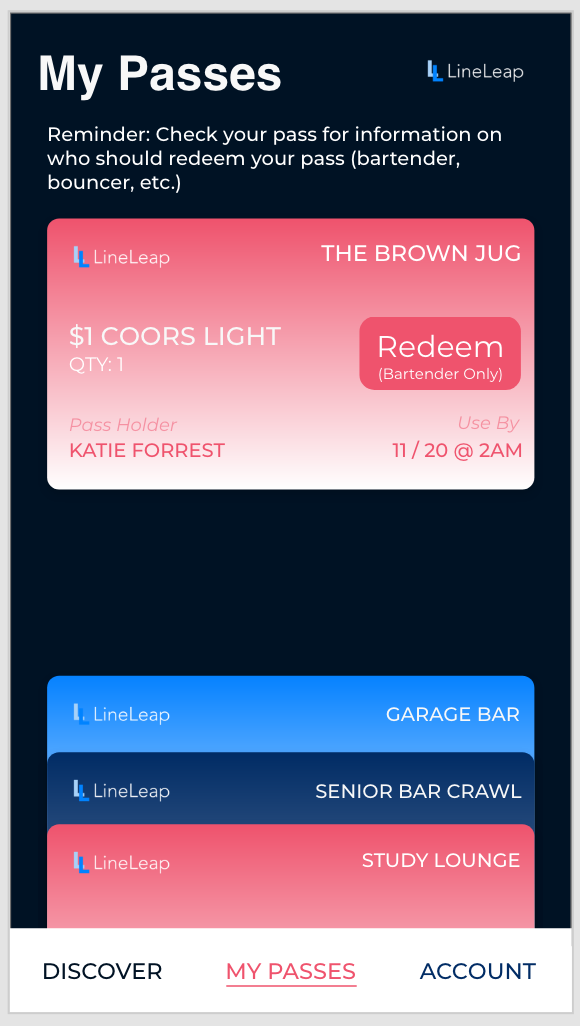 My Passes
LineLeap
Reminder: Check your pass for information on
who should redeem your pass (bartender,
bouncer, etc.)
LineLeap
THE BROWN JUG
$1 COORS LIGHT
QTY: 1
Redeem
(Bartender Only)
Pass Holder
Use By
KATIE FORREST
11 / 20 @ 2AM
LineLeap
GARAGE BAR
LineLeap
SENIOR BAR CRAWL
LineLeap
STUDY LOUNGE
DISCOVER
MY PASSES
ACCOUNT